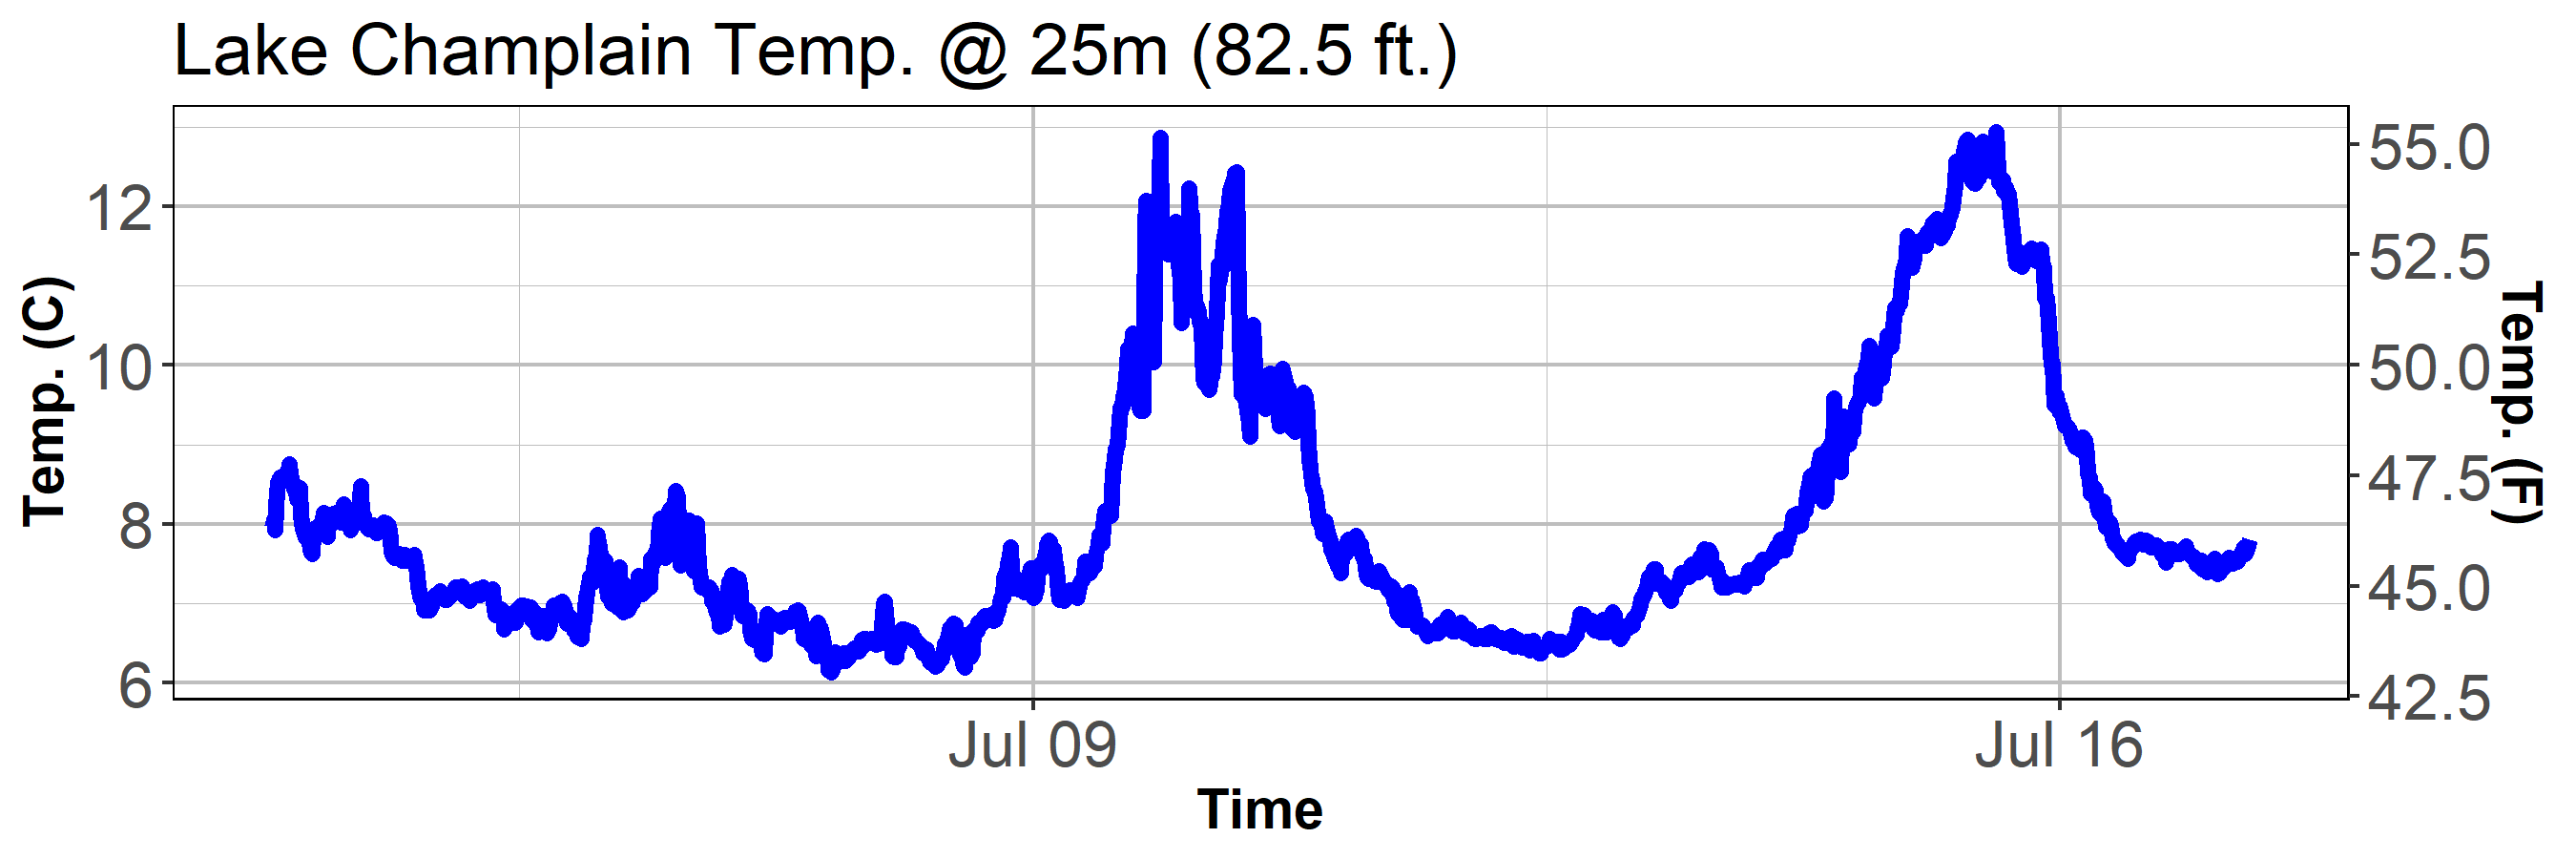 Lake Champlain Temp. @ 25m (82.5 ft.)
Temp. (C)
12
10
8
6
55.0
52.5
50.0
47.5
45.0
42.5
Temp. (F)
Jul 09
Jul 16
Time